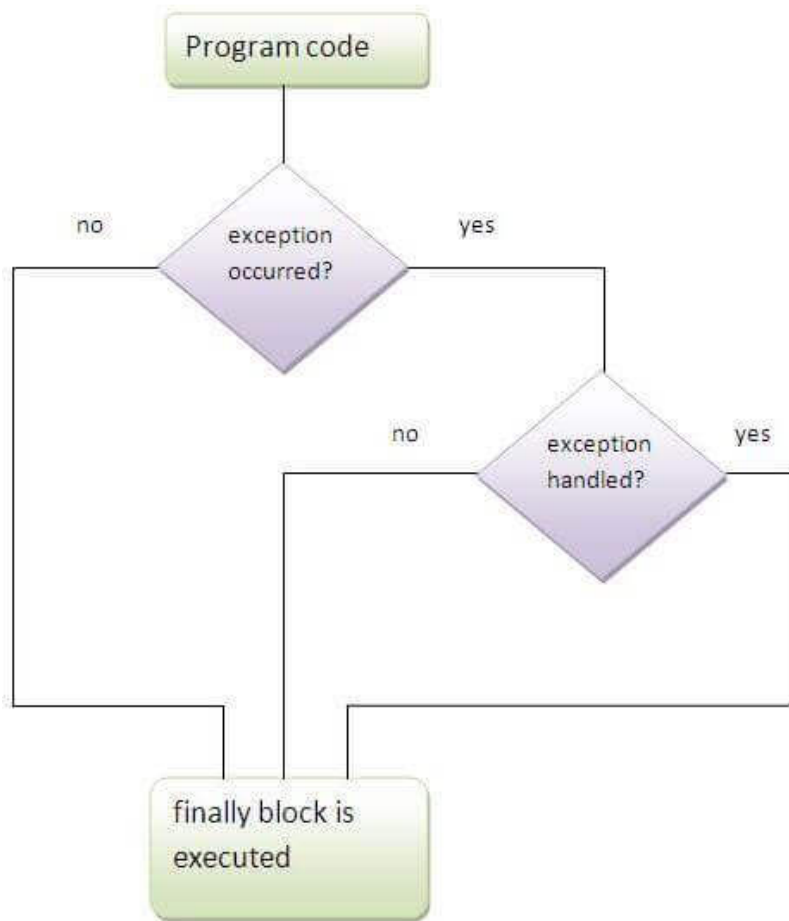 Program code
no
yes
exception
occurred?
no
yes
exception
handled?
finally block is
executed